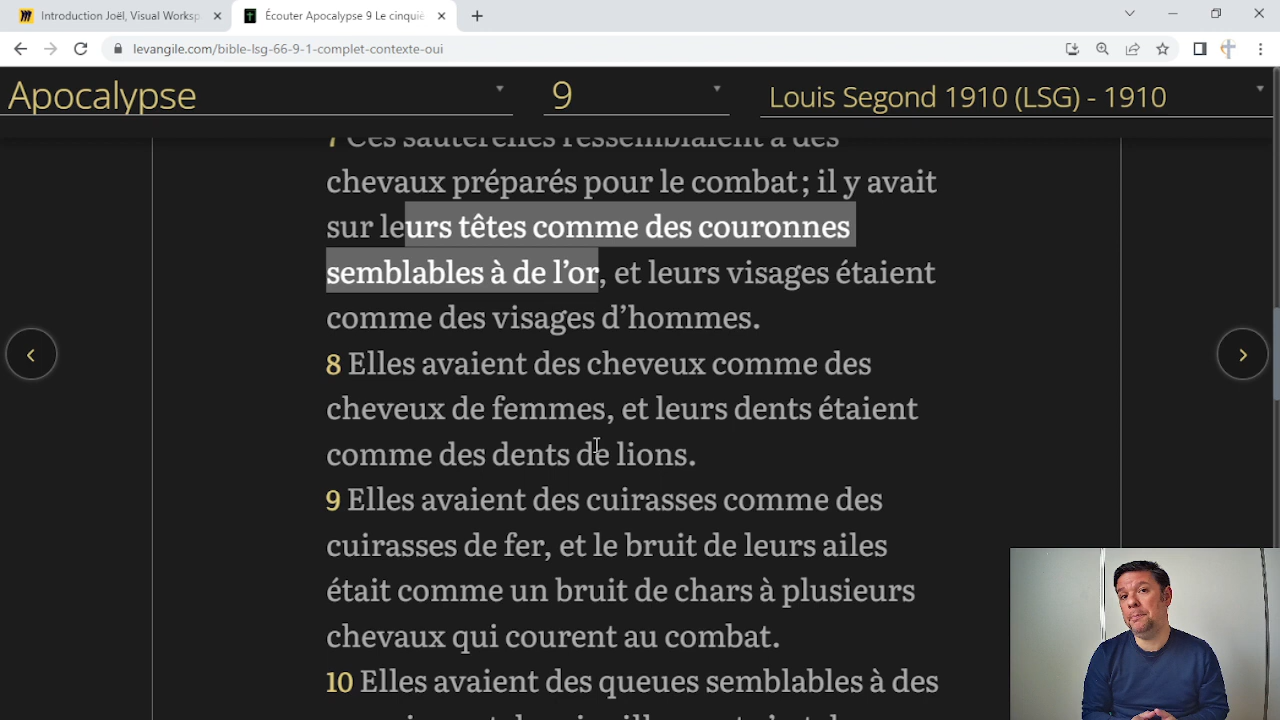 Introduction Joël, Visual Worksp
Écouter Apocalypse 9 Le cinquiè
levangile.com/bible-lsg-66-9-1-complet-contexte-oui
Apocalypse
9
Louis Segond 1910 (LSG) - 1910
7 Ces sauterelles ressemblaient à des
chevaux préparés pour le combat ; il y avait
sur leurs têtes comme des couronnes
semblables à de l’or, et leurs visages étaient
comme des visages d’hommes.
8 Elles avaient des cheveux comme des
cheveux de femmes, et leurs dents étaient
comme des dents de lions.
9 Elles avaient des cuirasses comme des
cuirasses de fer, et le bruit de leurs ailes
était comme un bruit de chars à plusieurs
chevaux qui courent au combat.
10 Elles avaient des queues semblables à des